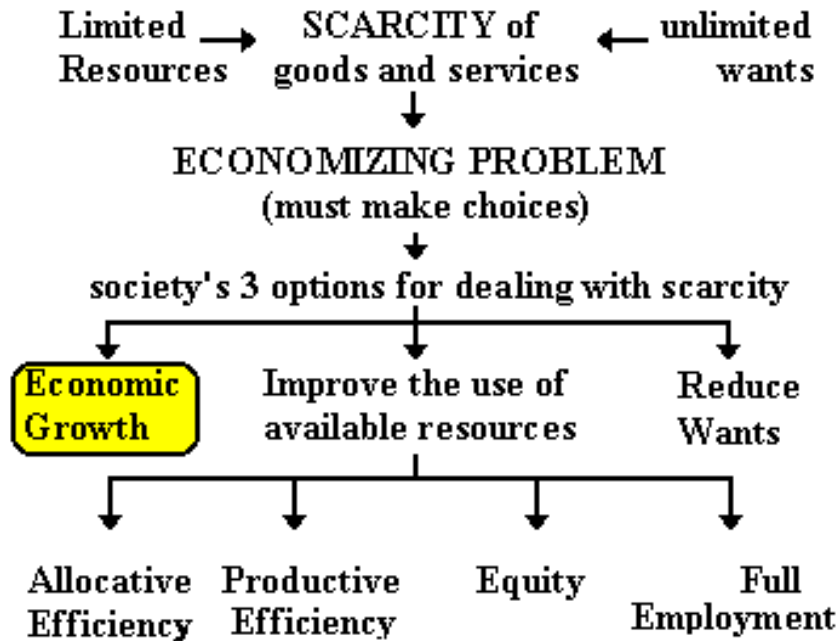 Limited
Resources
SCARCITY of
goods and services
unlimited
wants
ECONOMIZING PROBLEM
(must make choices)
society's 3 options for dealing with scarcity
Economic
Growth
Improve the use of
available resources
Reduce
Wants
Allocative
Efficiency
Productive
Efficiency
Equity
Full
Employment